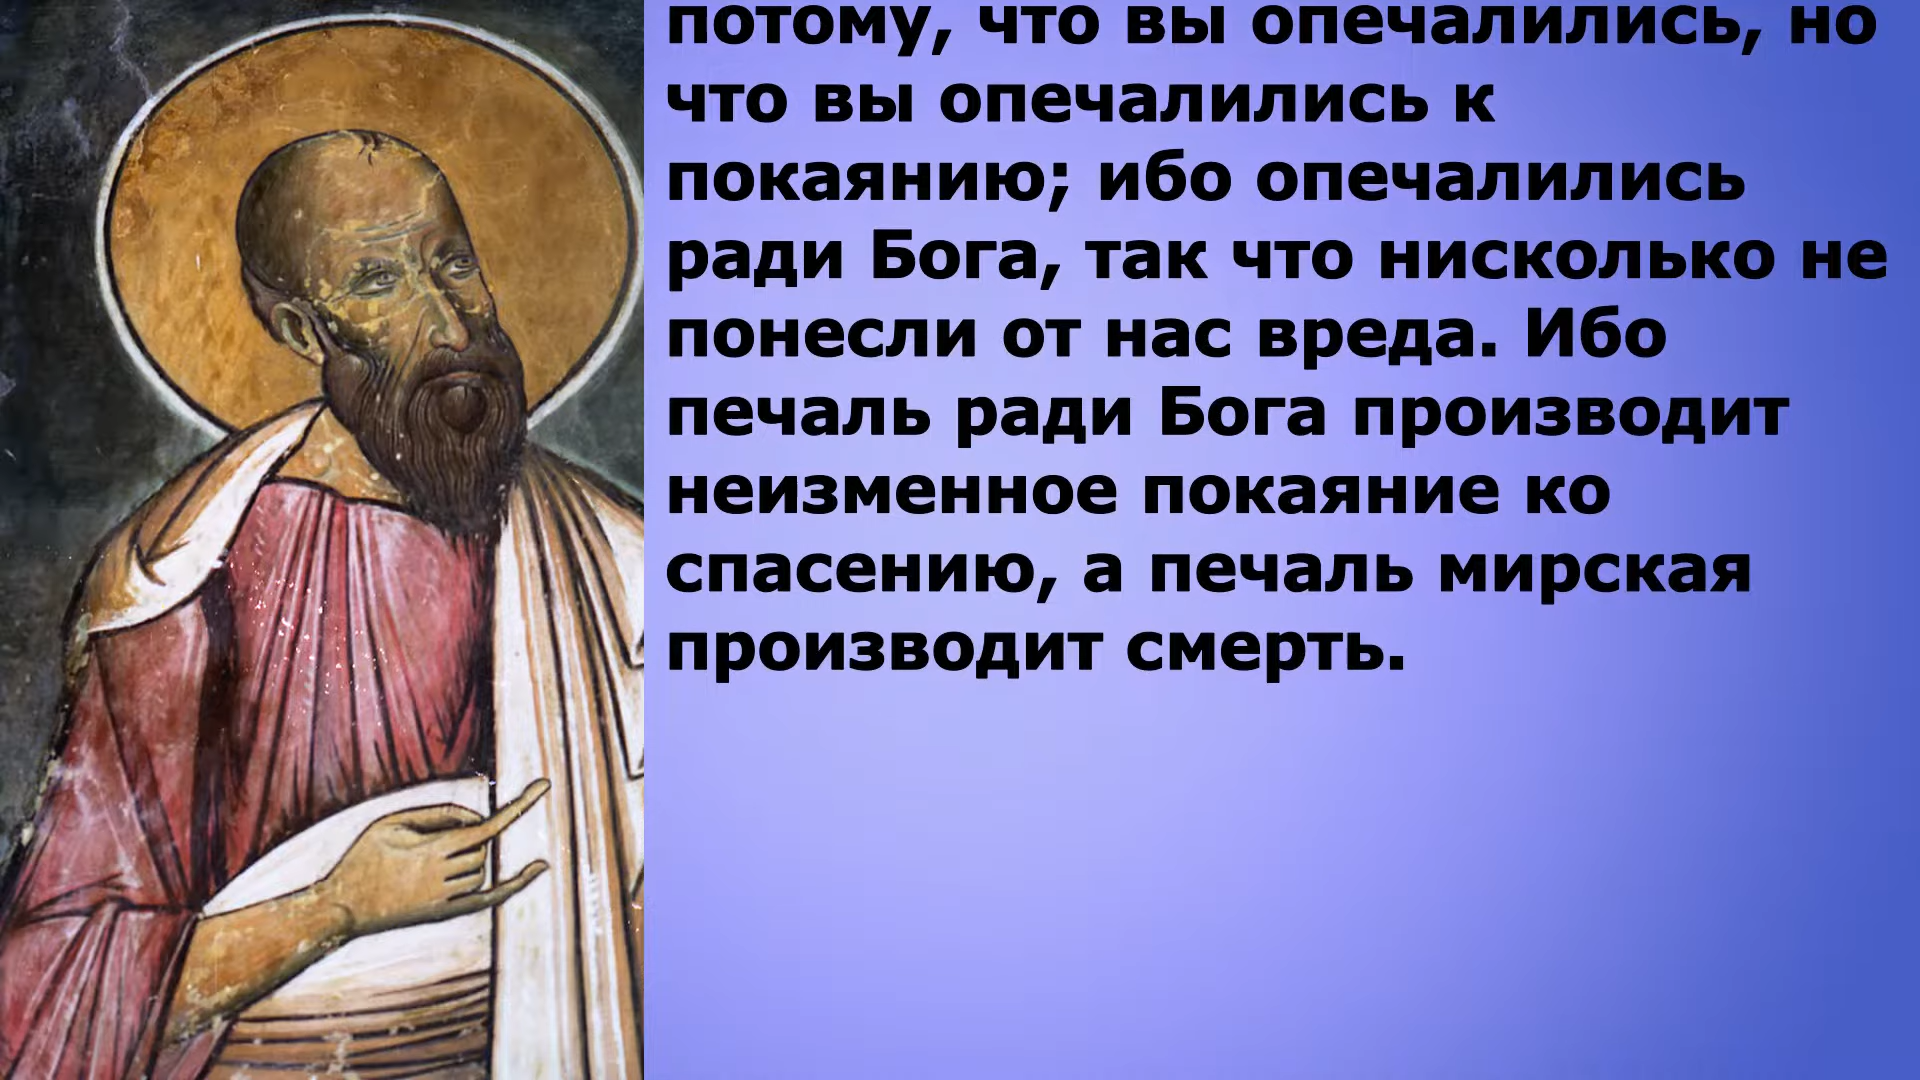 потому, что вы опечалились, но
что вы опечалились к
покаянию; ибо опечалились
ради Бога, так что нисколько не
понесли от нас вреда. Ибо
печаль ради Бога производит
неизменное покаяние ко
спасению, а печаль мирская
производит смерть.